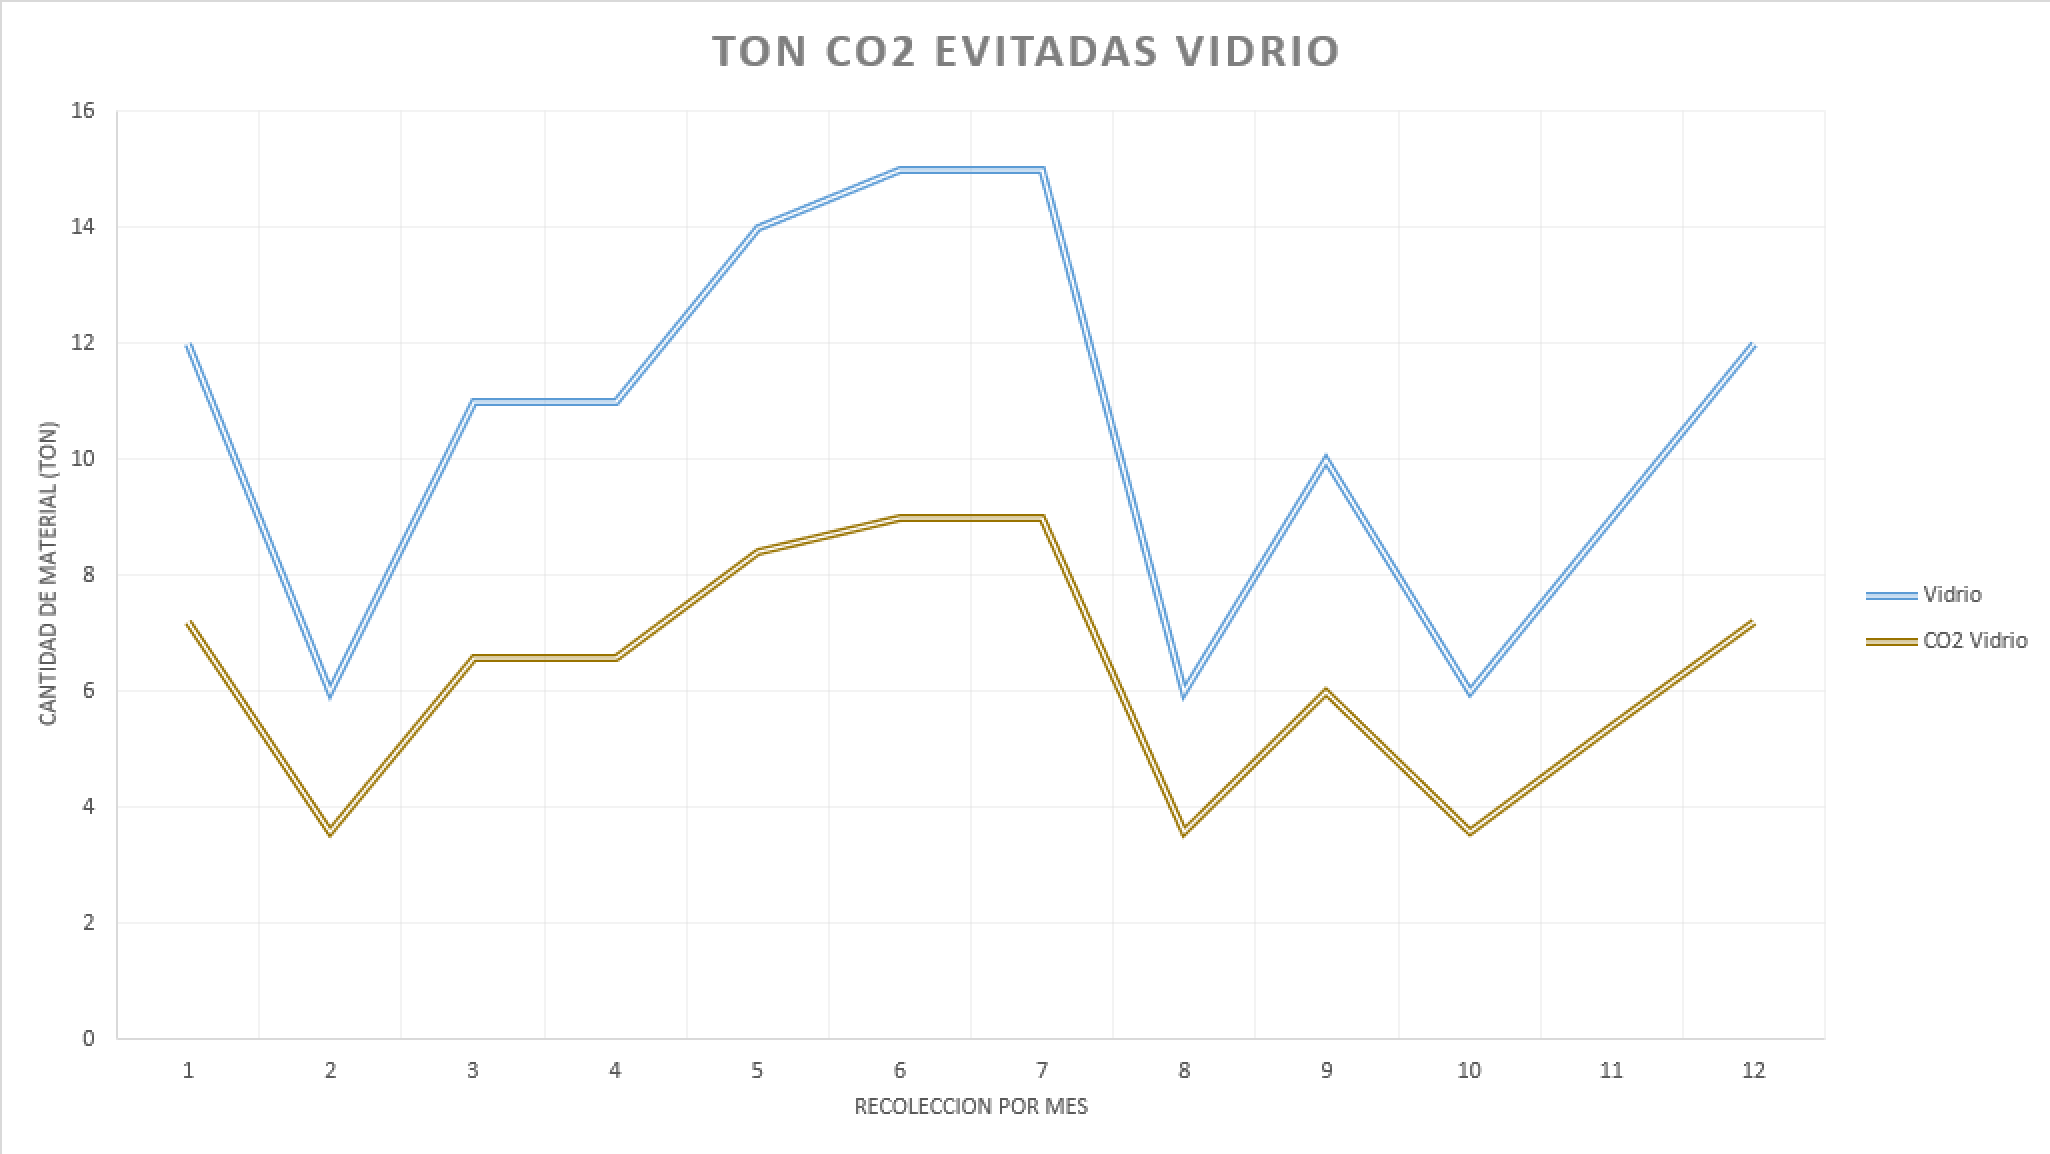 TON CO2 EVITADAS VIDRIO
16
14
12
10
8
6
4
2
0
CANTIDAD DE MATERIAL (TON)
1 2 3 4 5 6 7 8 9 10 11 12
RECOLECCION POR MES
Vidrio
CO2 Vidrio